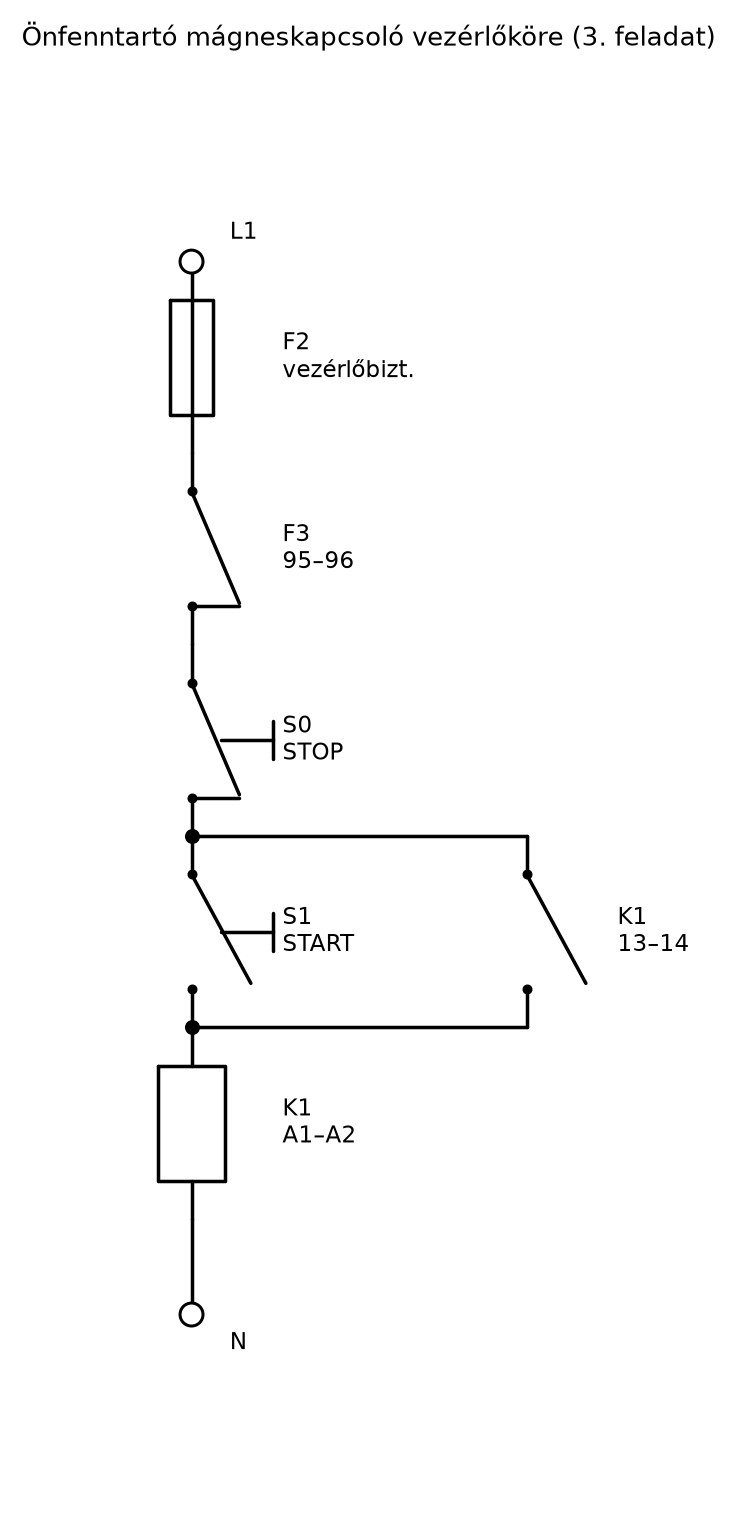 Önfenntartó mágneskapcsoló vezérlőköre (3. feladat)
L1
F2
vezérlőbizt.
F3
95–96
S0
STOP
S1
START
K1
13–14
K1
A1–A2
N